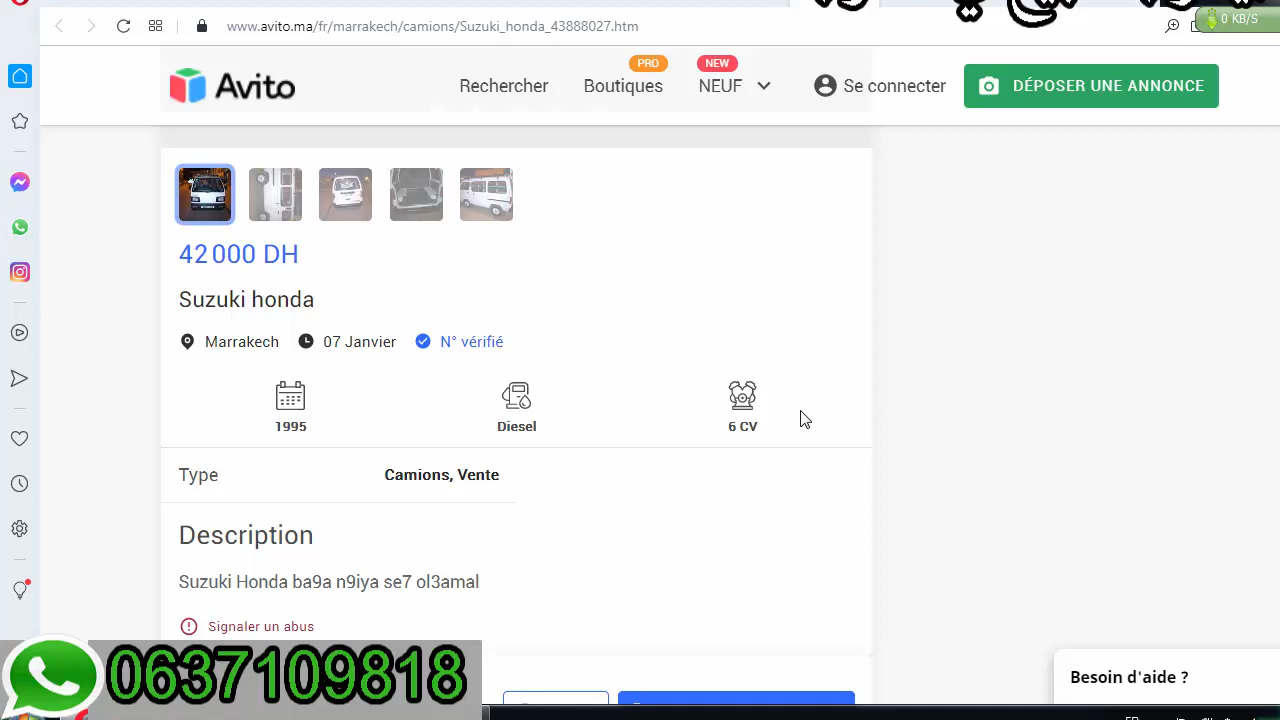 www.avito.ma/fr/marrakech/camions/Suzuki_honda_43888027.htm
0 KB/S
Avito
Rechercher
PRO
Boutiques
NEW
NEUF
Se connecter
DÉPOSER UNE ANNONCE
42 000 DH
Suzuki honda
Marrakech 07 Janvier N° vérifié
1995 Diesel 6 CV
Type Camions, Vente
Description
Suzuki Honda ba9a n9iya se7 ol3amal
Signaler un abus
0637109818
Besoin d'aide ?